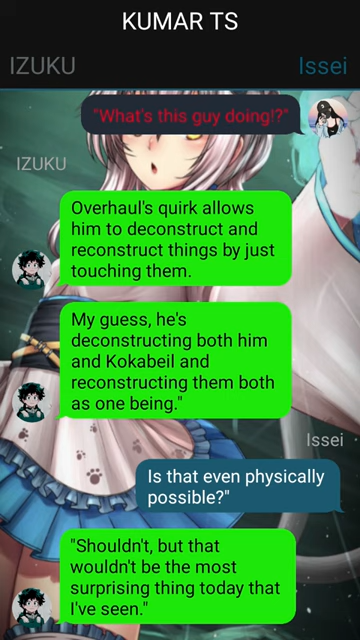 KUMAR TS
IZUKU
Issei
"What's this guy doing!?"
IZUKU
Overhaul's quirk allows
him to deconstruct and
reconstruct things by just
touching them.
My guess, he's
deconstructing both him
and Kokabeil and
reconstructing them both
as one being."
Issei
Is that even physically
possible?"
"Shouldn't, but that
wouldn't be the most
surprising thing today that
I've seen."